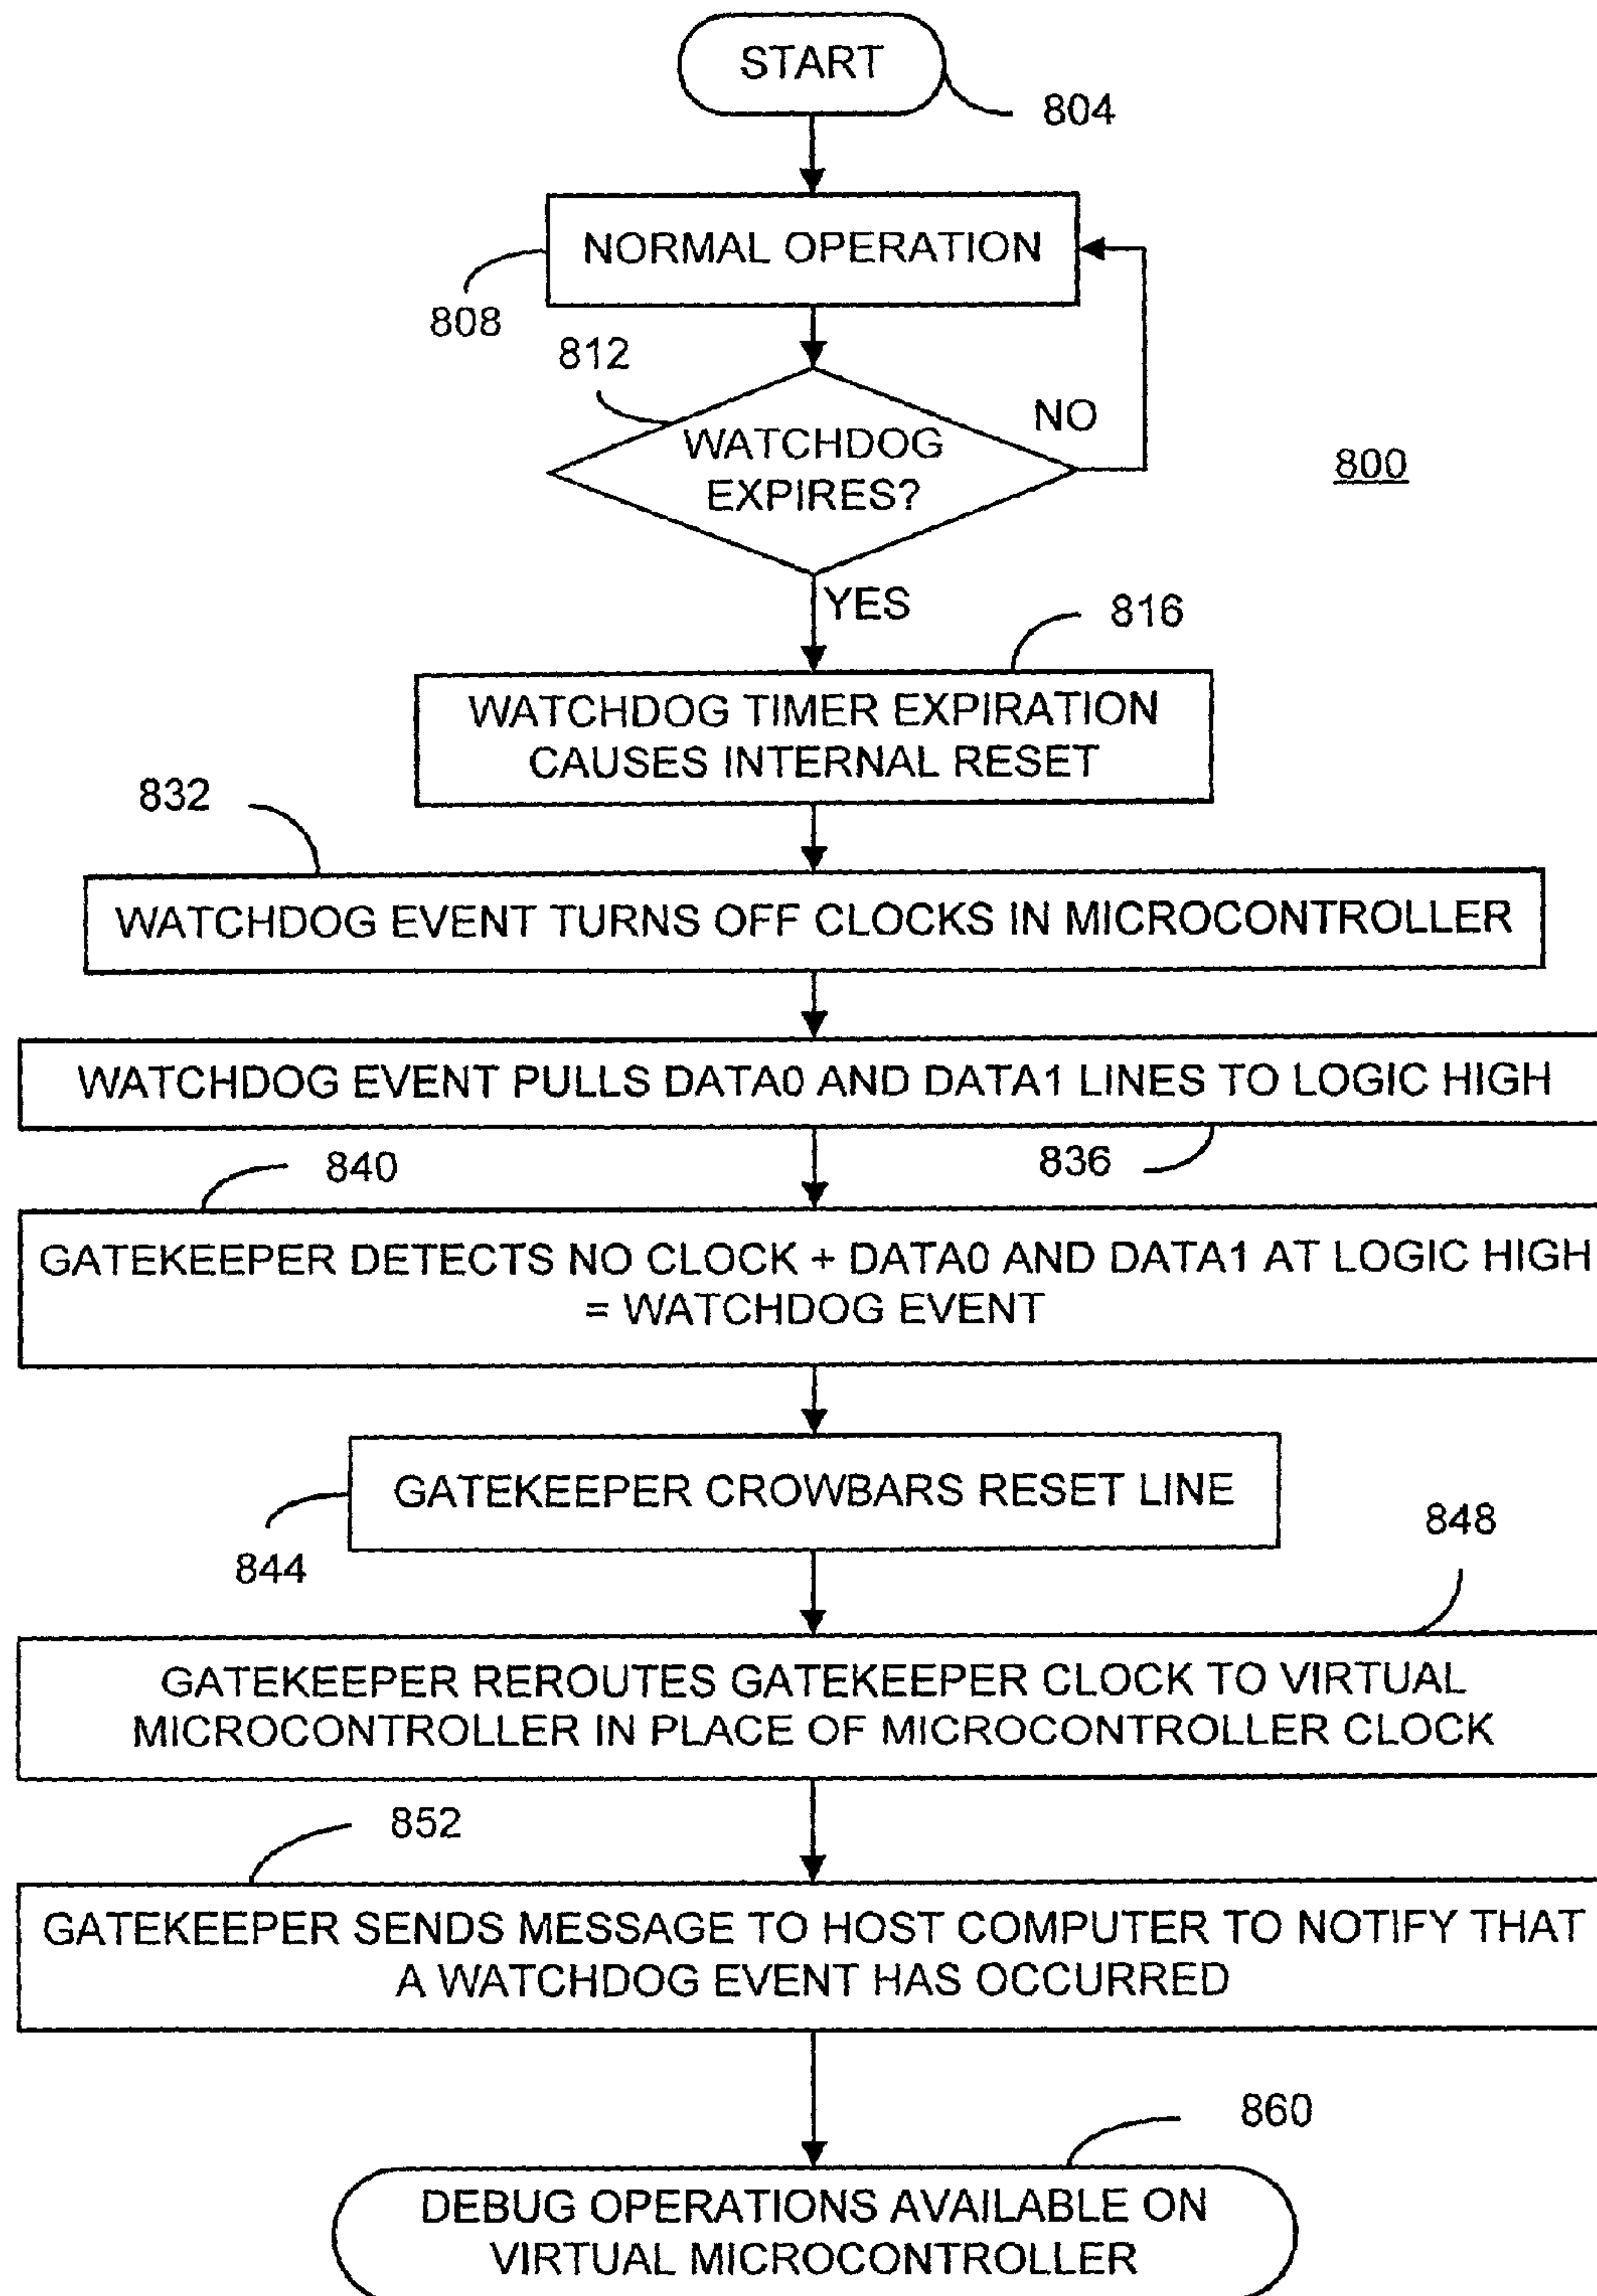 START
804
NORMAL OPERATION
808
812
WATCHDOG
EXPIRES?
NO
800
YES
816
WATCHDOG TIMER EXPIRATION
CAUSES INTERNAL RESET
832
WATCHDOG EVENT TURNS OFF CLOCKS IN MICROCONTROLLER
WATCHDOG EVENT PULLS DATA0 AND DATA1 LINES TO LOGIC HIGH
836
840
GATEKEEPER DETECTS NO CLOCK + DATA0 AND DATA1 AT LOGIC HIGH
= WATCHDOG EVENT
GATEKEEPER CROWBARS RESET LINE
844
848
GATEKEEPER REROUTES GATEKEEPER CLOCK TO VIRTUAL
MICROCONTROLLER IN PLACE OF MICROCONTROLLER CLOCK
852
GATEKEEPER SENDS MESSAGE TO HOST COMPUTER TO NOTIFY THAT
A WATCHDOG EVENT HAS OCCURRED
860
DEBUG OPERATIONS AVAILABLE ON
VIRTUAL MICROCONTROLLER